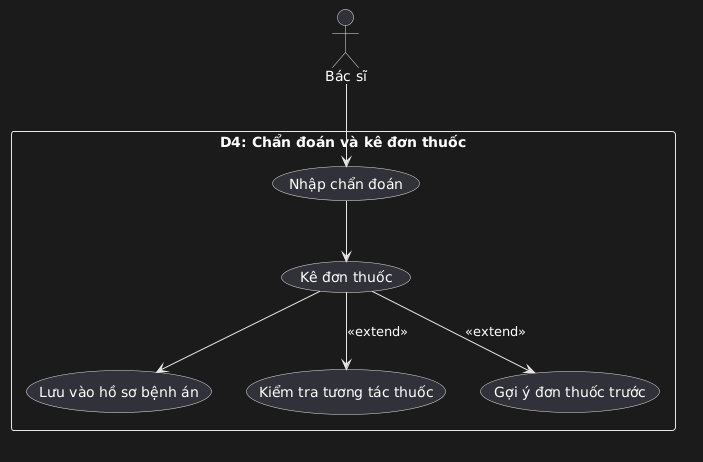 Bác sĩ
D4: Chẩn đoán và kê đơn thuốc
Nhập chẩn đoán
Kê đơn thuốc
«extend»
«extend»
Lưu vào hồ sơ bệnh án
Kiểm tra tương tác thuốc
Gợi ý đơn thuốc trước